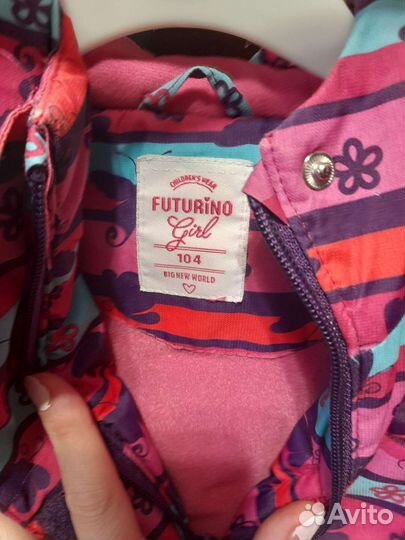 CHILDREN'S WEAR
FUTURiNO
Girl
104
BIG NEW WORLD
Avito